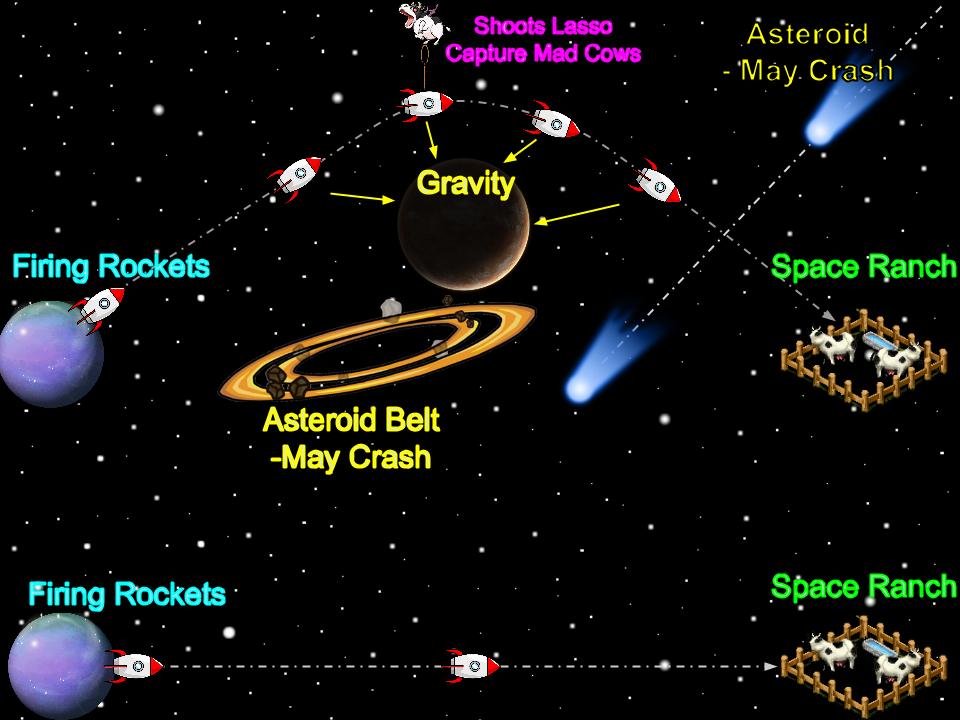 Shoots Lasso
Capture Mad Cows
Asteroid
- May Crash
Gravity
Firing Rockets
Space Ranch
Asteroid Belt
-May Crash
Firing Rockets
Space Ranch